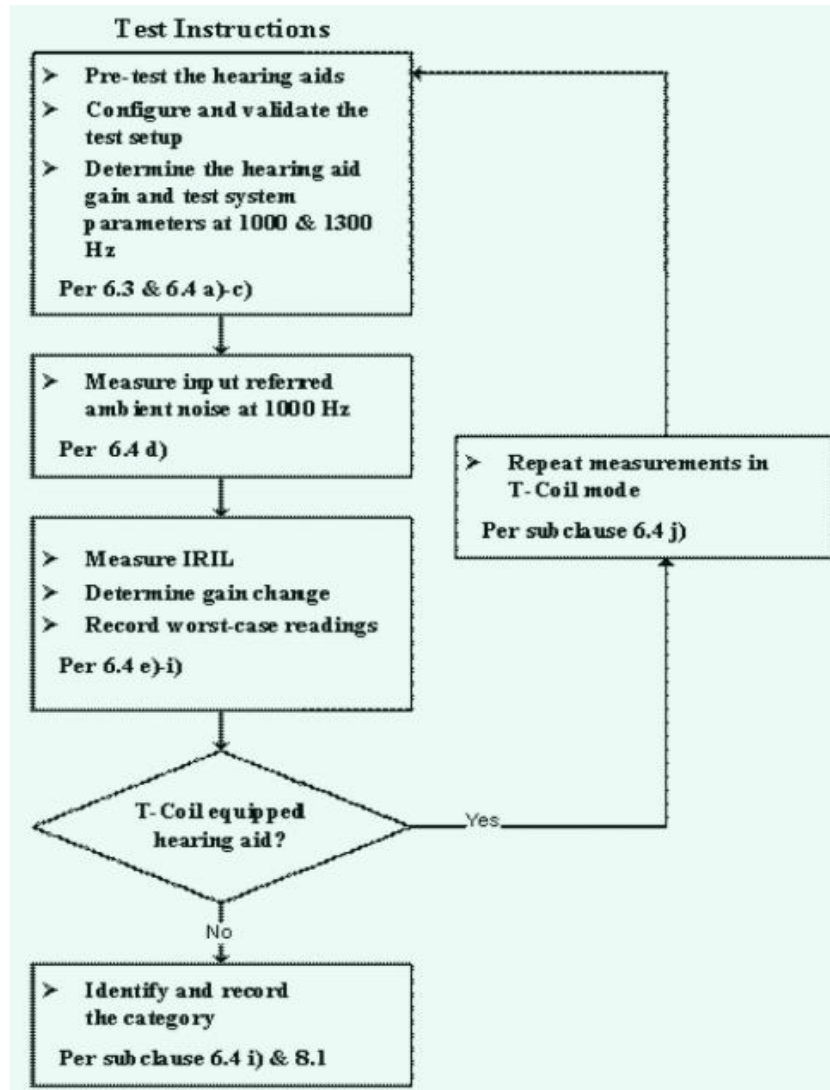 Test Instructions
➢ Pre-test the hearing aids
➢ Configure and validate the
test setup
➢ Determine the hearing aid
gain and test system
parameters at 1000 & 1300
Hz
Per 6.3 & 6.4 a)-c)
➢ Measure input referred
ambient noise at 1000 Hz
Per 6.4 d)
➢ Repeat measurements in
T-Coil mode
Per subclause 6.4 j)
➢ Measure IRIL
➢ Determine gain change
➢ Record worst-case readings
Per 6.4 e)-i)
T-Coil equipped
hearing aid?
Yes
No
➢ Identify and record
the category
Per subclause 6.4 i) & 8.1